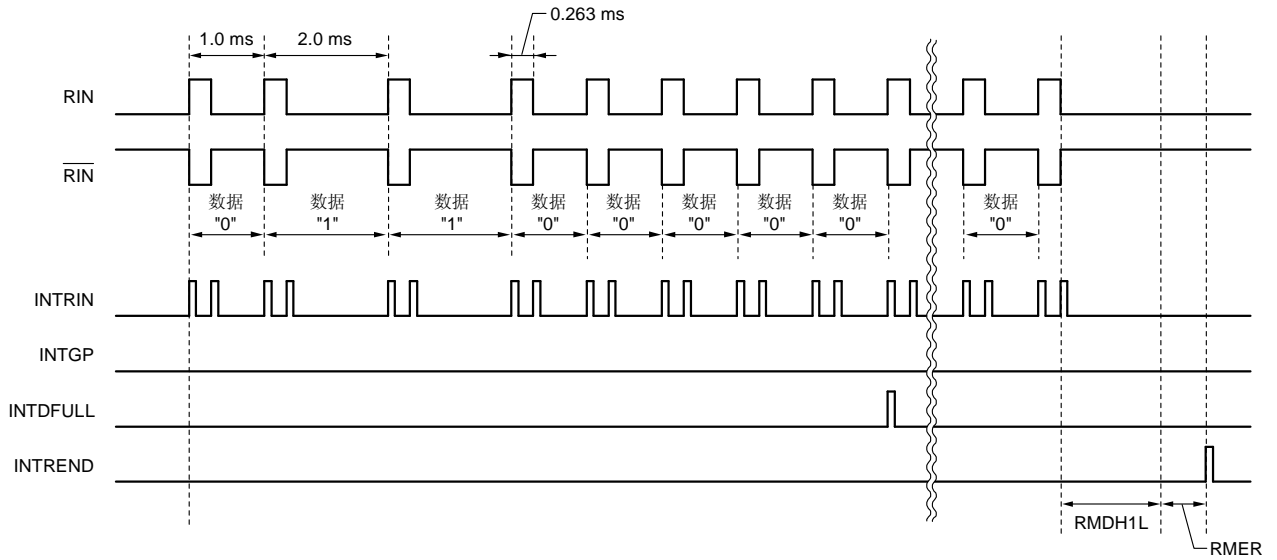 0.263 ms
1.0 ms
2.0 ms
RIN
RIN
数据 "0"
数据 "1"
数据 "1"
数据 "0"
数据 "0"
数据 "0"
数据 "0"
数据 "0"
数据 "0"
INTRIN
INTGP
INTDFULL
INTREND
RMDH1L
RMER